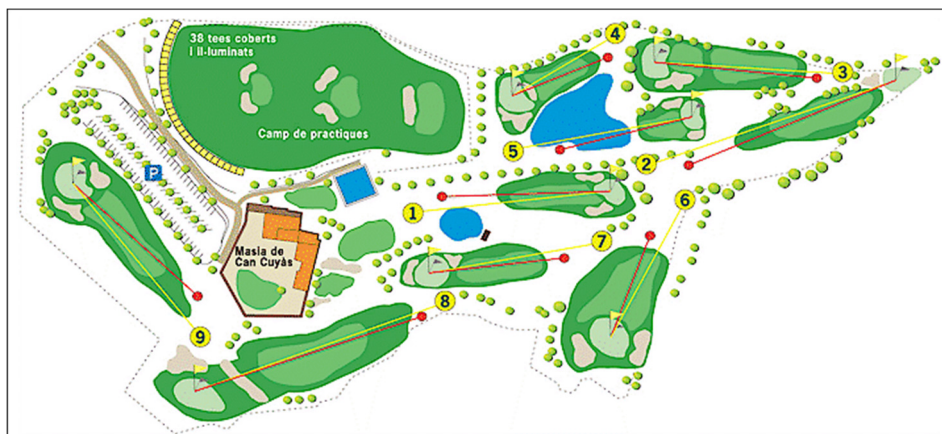 38 tees coberts
i il-luminats
Camp de practiques
P
Masia de
Can Cuyàs
4
3
5
2
1
6
7
8
9